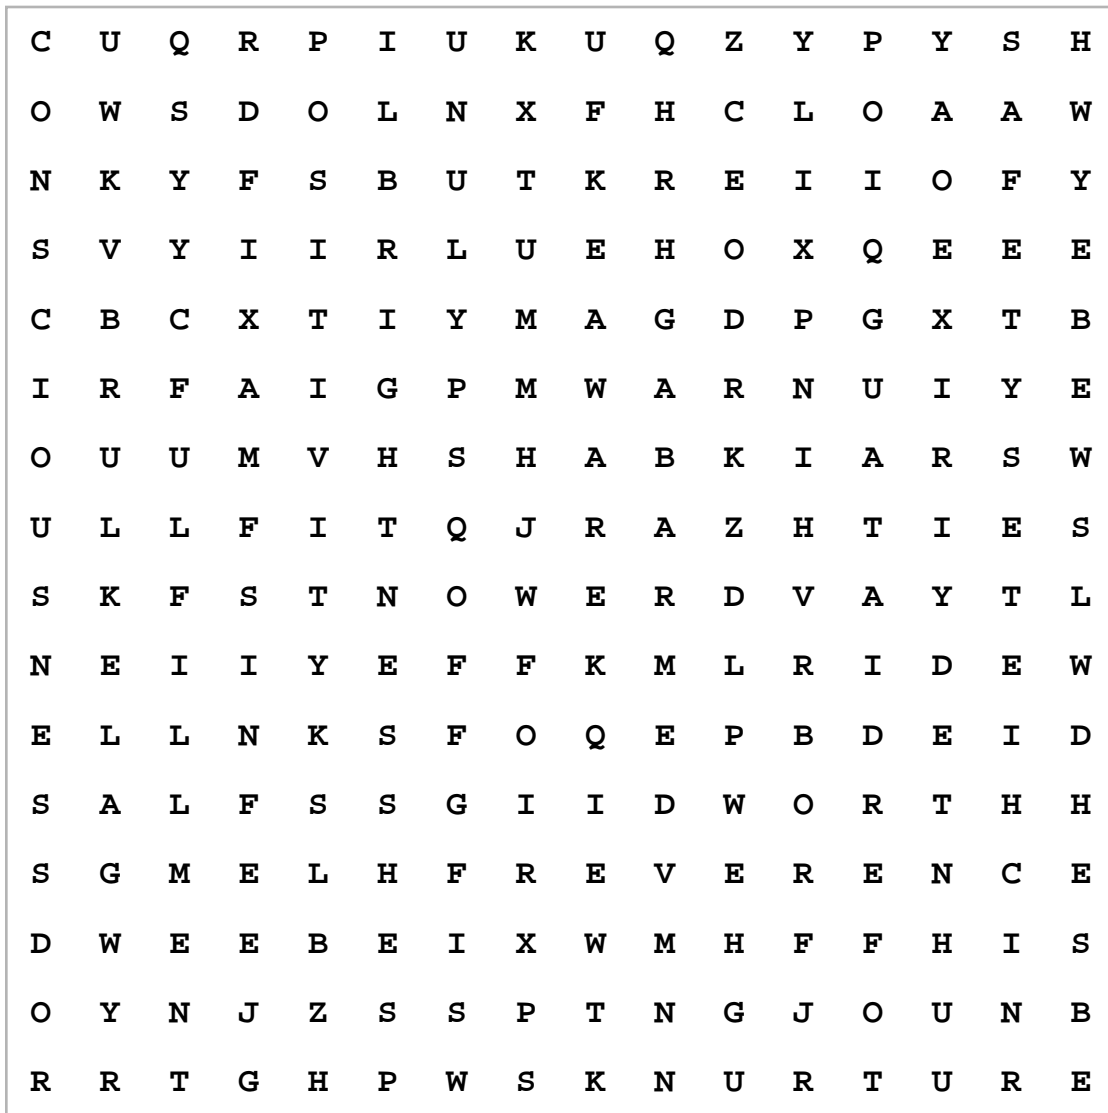 C U Q R P I U K U Q Z Y P Y S H
O W S D O L N X F H C L O A A W
N K Y F S B U T K R E I I O F Y
S V Y I I R L U E H O X Q E E E
C B C X T I Y M A G D P G X T B
I R F A I G P M W A R N U I Y E
O U U M V H S H A B K I A R S W
U L L F I T Q J R A Z H T I E S
S K F S T N O W E R D V A Y T L
N E I I Y E F F K M L R I D E W
E L L N K S F O Q E P B D E I D
S A L F S S G I I D W O R T H H
S G M E L H F R E V E R E N C E
D W E E B E I X W M H F F H I S
O Y N J Z S S P T N G J O U N B
R R T G H P W S K N U R T U R E